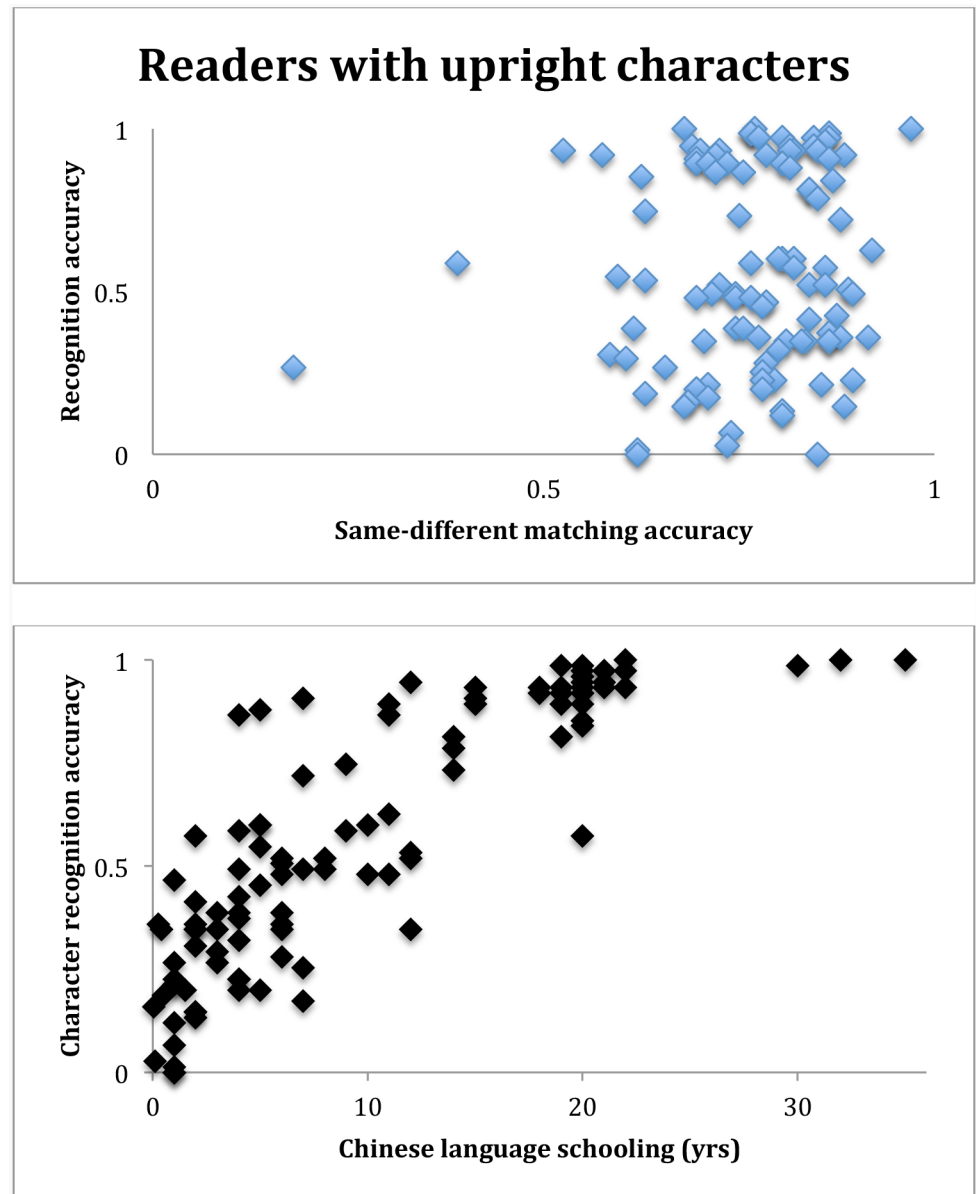 Readers with upright characters
Recognition accuracy
1
0.5
0
0
0.5
1
Same-different matching accuracy
Character recognition accuracy
1
0.5
0
0
10
20
30
Chinese language schooling (yrs)